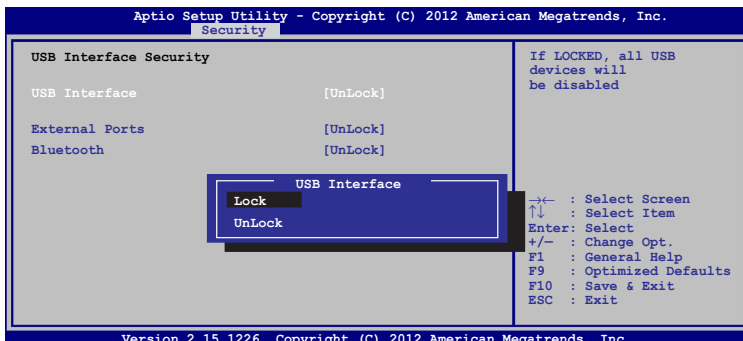 Aptio Setup Utility - Copyright (C) 2012 American Megatrends, Inc.
Security
USB Interface Security
USB Interface [UnLock]
External Ports [UnLock]
Bluetooth [UnLock]
If LOCKED, all USB
devices will
be disabled
USB Interface
Lock
UnLock
→← : Select Screen
↑↓ : Select Item
Enter: Select
+/— : Change Opt.
F1 : General Help
F9 : Optimized Defaults
F10 : Save & Exit
ESC : Exit
Version 2.15.1226. Copyright (C) 2012 American Megatrends, Inc.